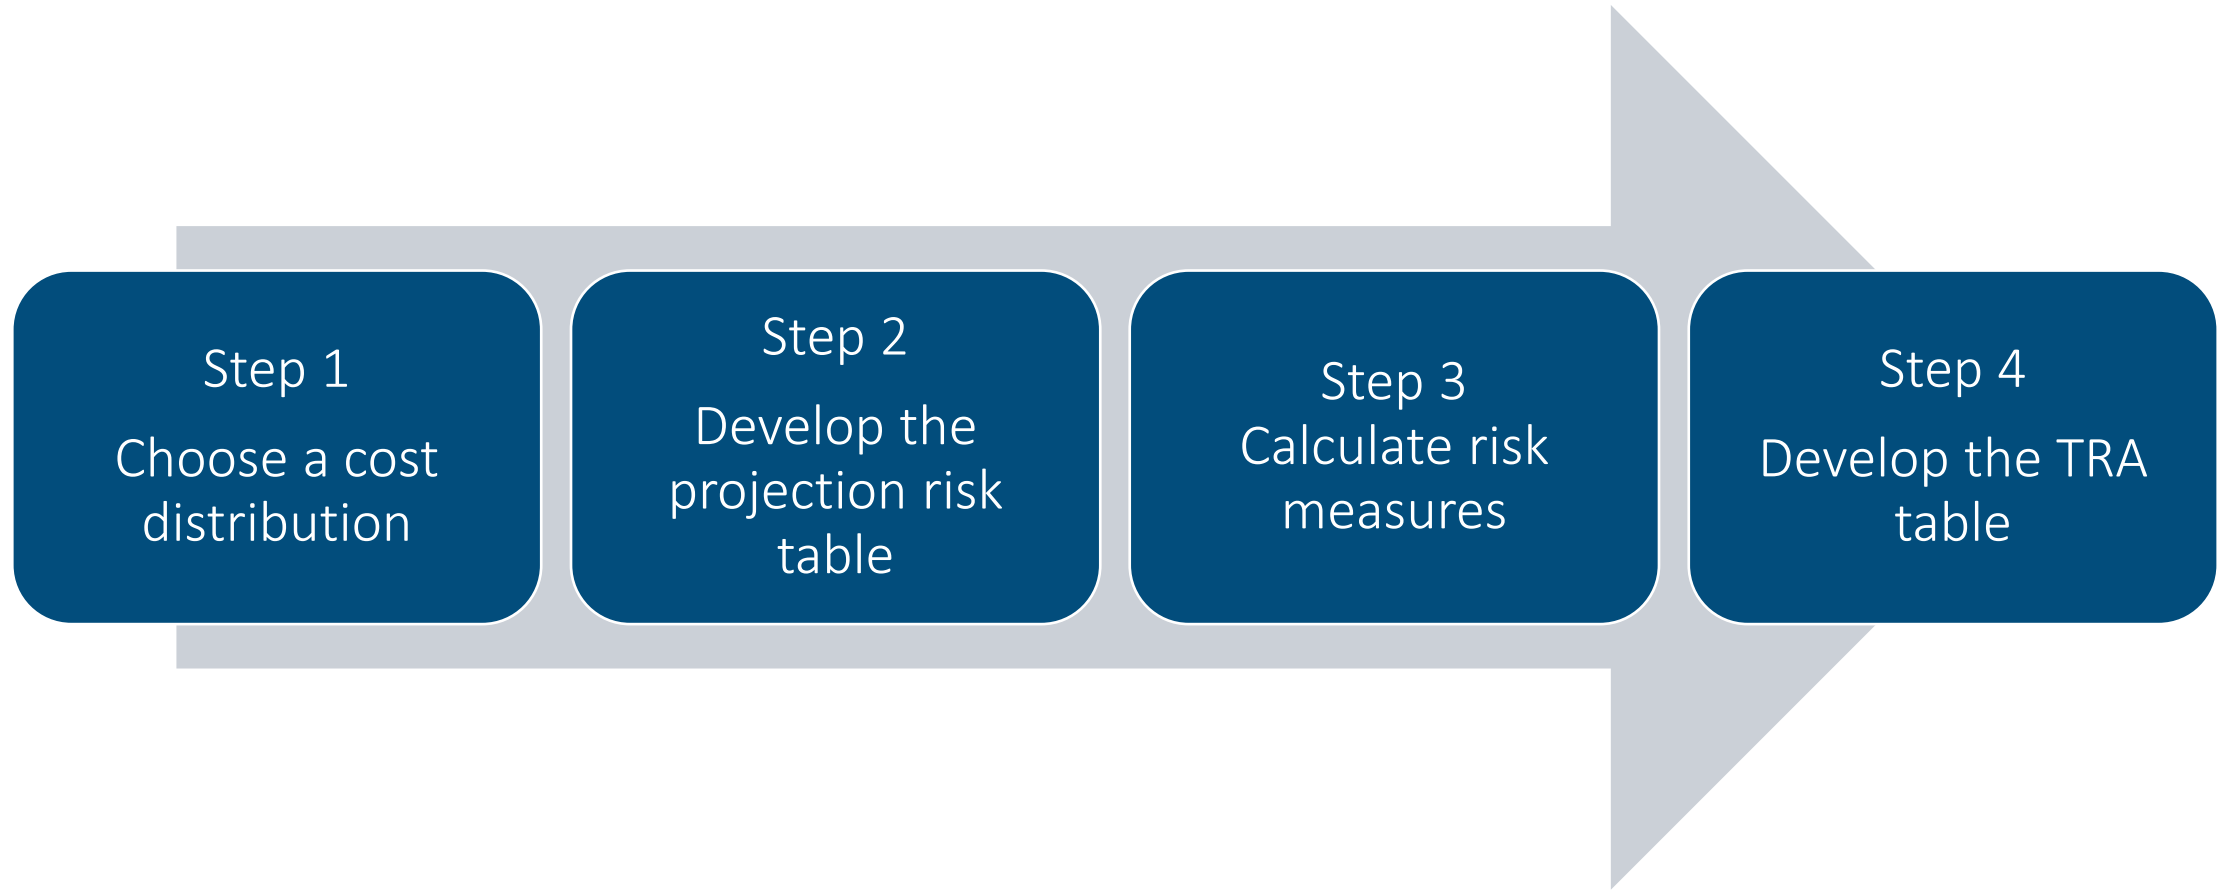 Step 1
Choose a cost
distribution
Step 2
Develop the
projection risk
table
Step 3
Calculate risk
measures
Step 4
Develop the TRA
table